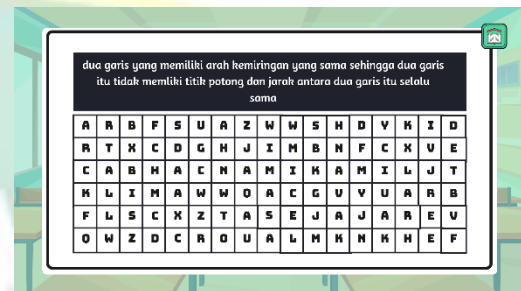 dua garis yang memiliki arah kemiringan yang sama sehingga dua garis
itu tidak memliki titik potong dan jarak antara dua garis itu selalu
sama
A R B F S U A Z W W S H D Y K I D
R T X C D G H J I M B N F C X V E
C A B H A C N A M I K A M I L J T
K L I M A W W Q A C G U Y U A R B
F L S C X Z T A S E J A J A R E V
Q W Z D C R O U A L M K N K H E F